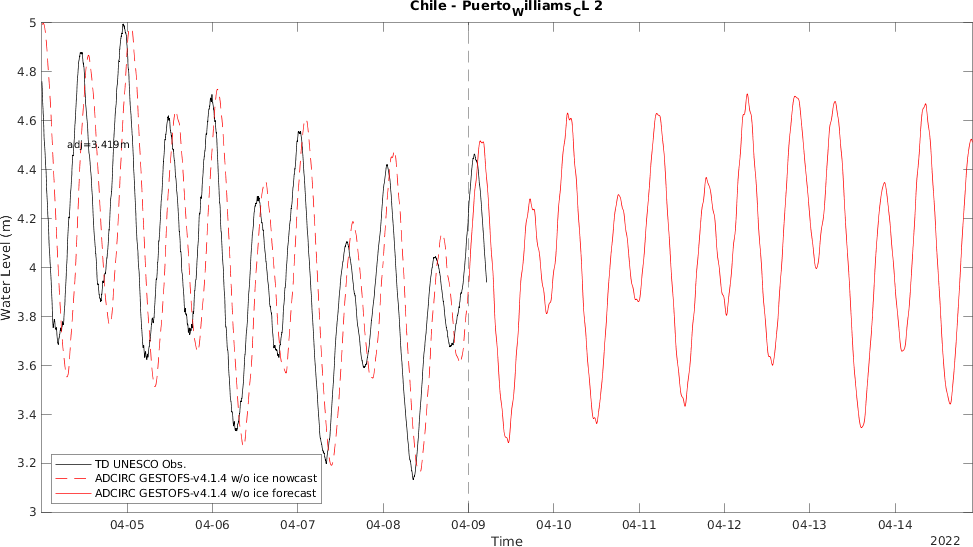 Chile - Puerto_Williams_CL 2
5
4.8
4.6
adj=3.419m
4.4
4.2
4
3.8
3.6
3.4
3.2
3
Water Level (m)
TD UNESCO Obs.
ADCIRC GESTOFS-v4.1.4 w/o ice nowcast
ADCIRC GESTOFS-v4.1.4 w/o ice forecast
04-05 04-06 04-07 04-08 04-09 04-10 04-11 04-12 04-13 04-14
Time
2022